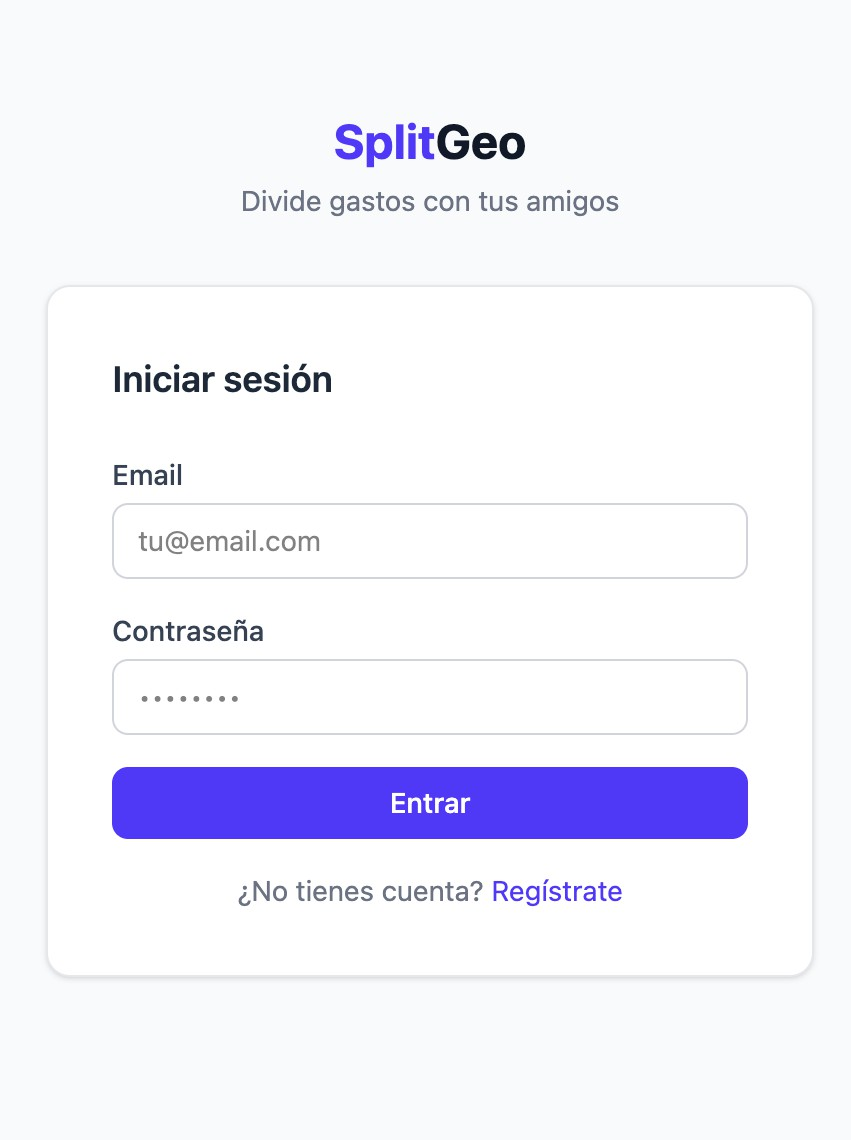 SplitGeo
Divide gastos con tus amigos
Iniciar sesión
Email
tu@email.com
Contraseña
••••••••
Entrar
¿No tienes cuenta? Regístrate